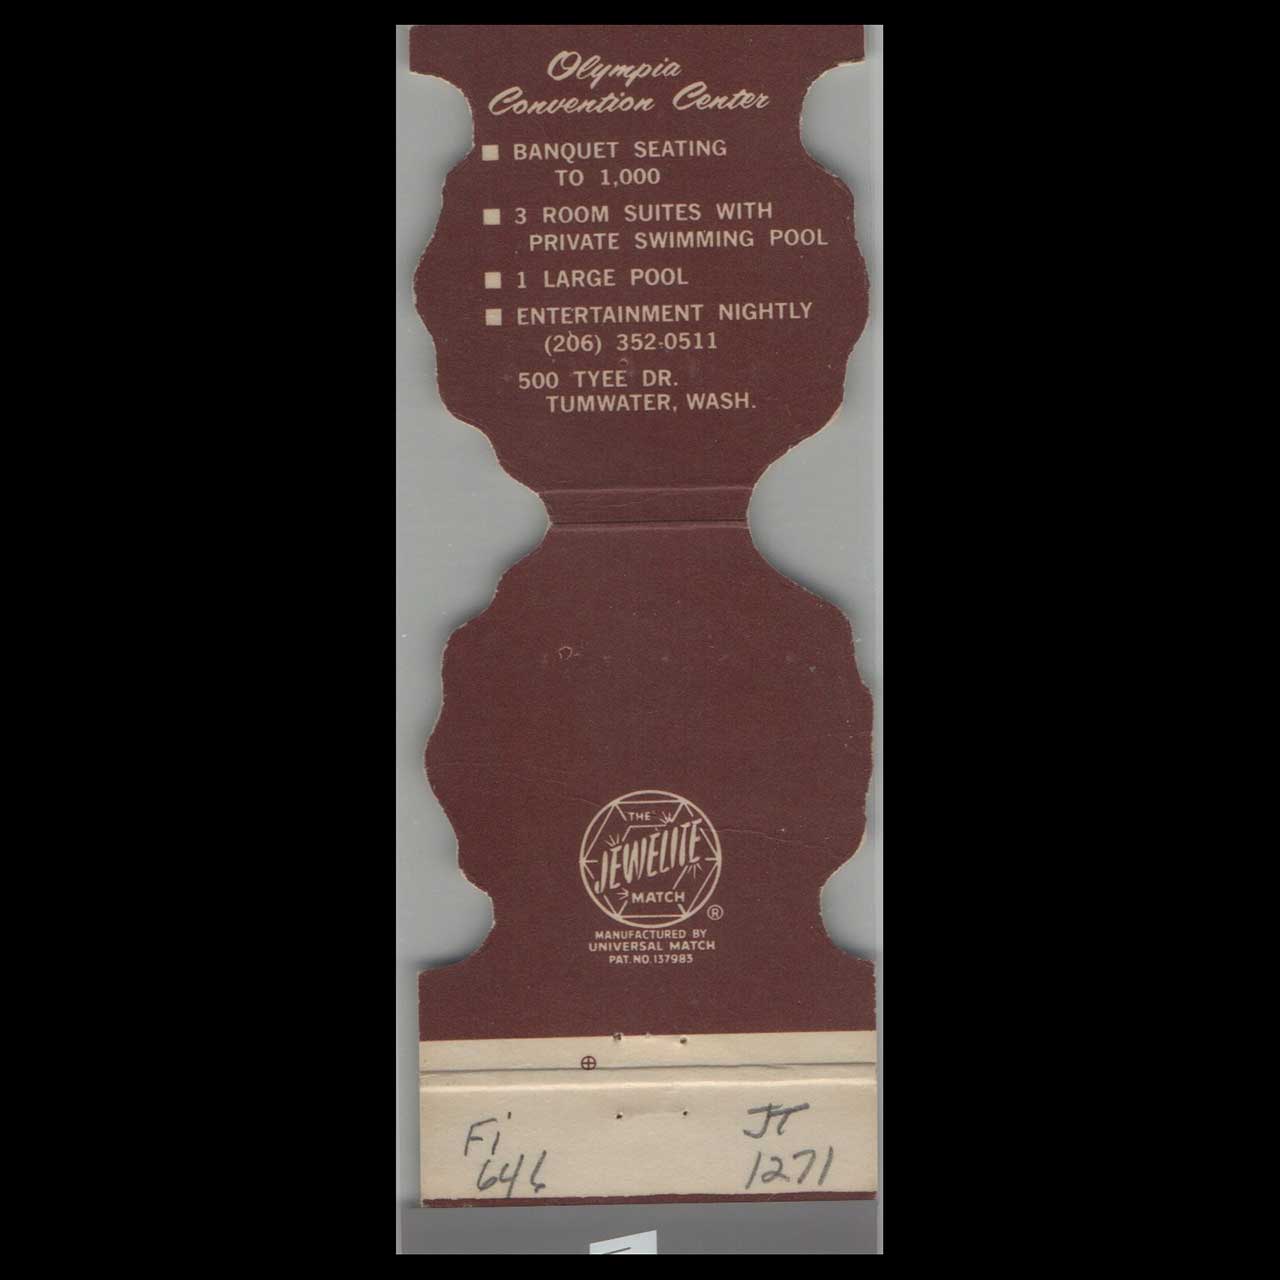 Olympia
Convention Center
■ BANQUET SEATING
TO 1,000
■ 3 ROOM SUITES WITH
PRIVATE SWIMMING POOL
■ 1 LARGE POOL
■ ENTERTAINMENT NIGHTLY
(206) 352-0511
500 TYEE DR.
TUMWATER, WASH.
THE
JEWELITE
MATCH
®
MANUFACTURED BY
UNIVERSAL MATCH
PAT. NO. 137983
Fi JT
646 1271